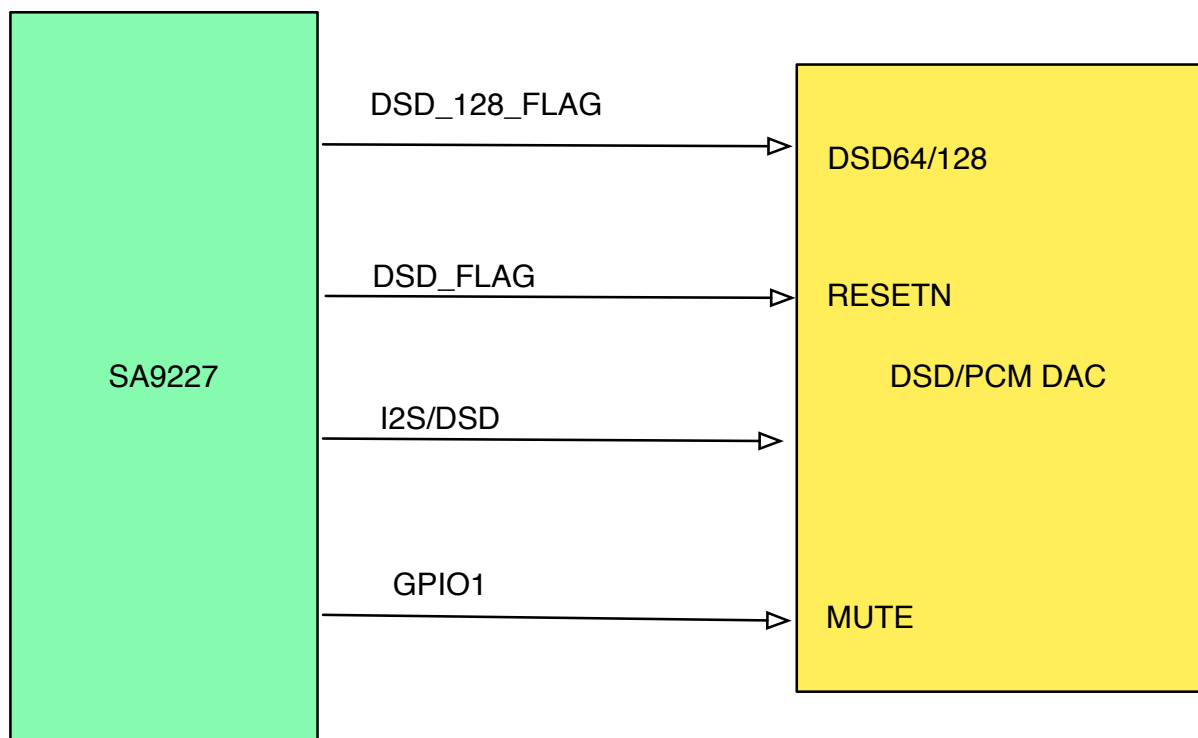 DSD_128_FLAG
DSD64/128
DSD_FLAG
RESETN
SA9227
DSD/PCM DAC
I2S/DSD
GPIO1
MUTE